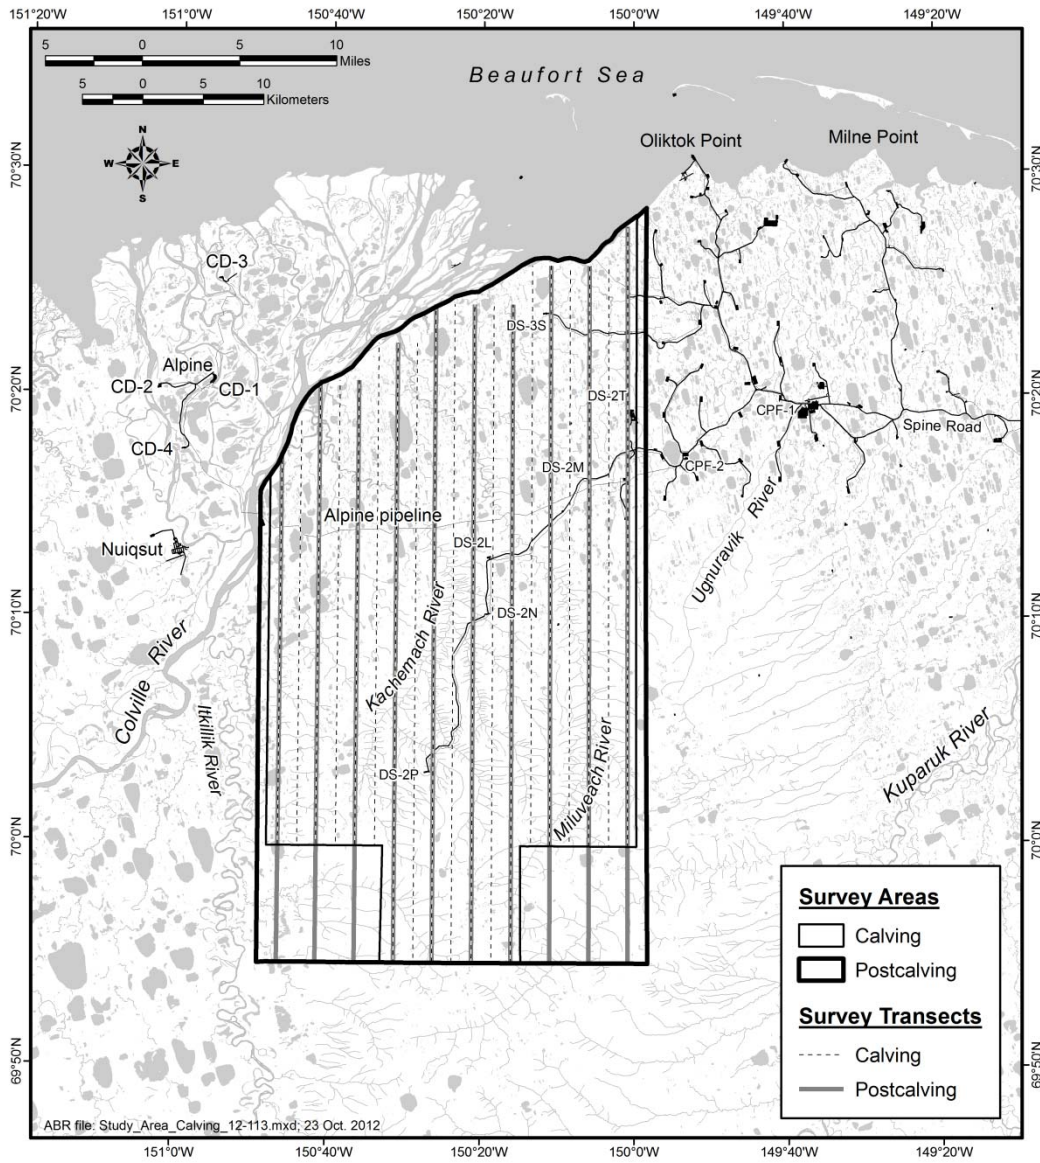 151°20'W 151°0'W 150°40'W 150°20'W 150°0'W 149°40'W 149°20'W
5 0 5 10
Miles
5 0 5 10
Kilometers
Beaufort Sea
N
W E
S
Oliktok Point
Milne Point
70°30'N
70°30'N
CD-3
DS-3S
Alpine
70°20'N
70°20'N
CD-2
CD-1
DS-2T
CPF-1
Spine Road
CD-4
DS-2M
CPF-2
Alpine pipeline
Nuiqsut
DS-2L
Ugnuravik River
70°10'N
70°10'N
DS-2N
Kachemach River
Colville River
Itkillik River
DS-2P
Miluveach River
Kuparuk River
70°0'N
70°0'N
Survey Areas
Calving
Postcalving
Survey Transects
Calving
Postcalving
69°50'N
69°50'N
ABR file: Study_Area_Calving_12-113.mxd; 23 Oct. 2012
151°0'W 150°40'W 150°20'W 150°0'W 149°40'W 149°20'W